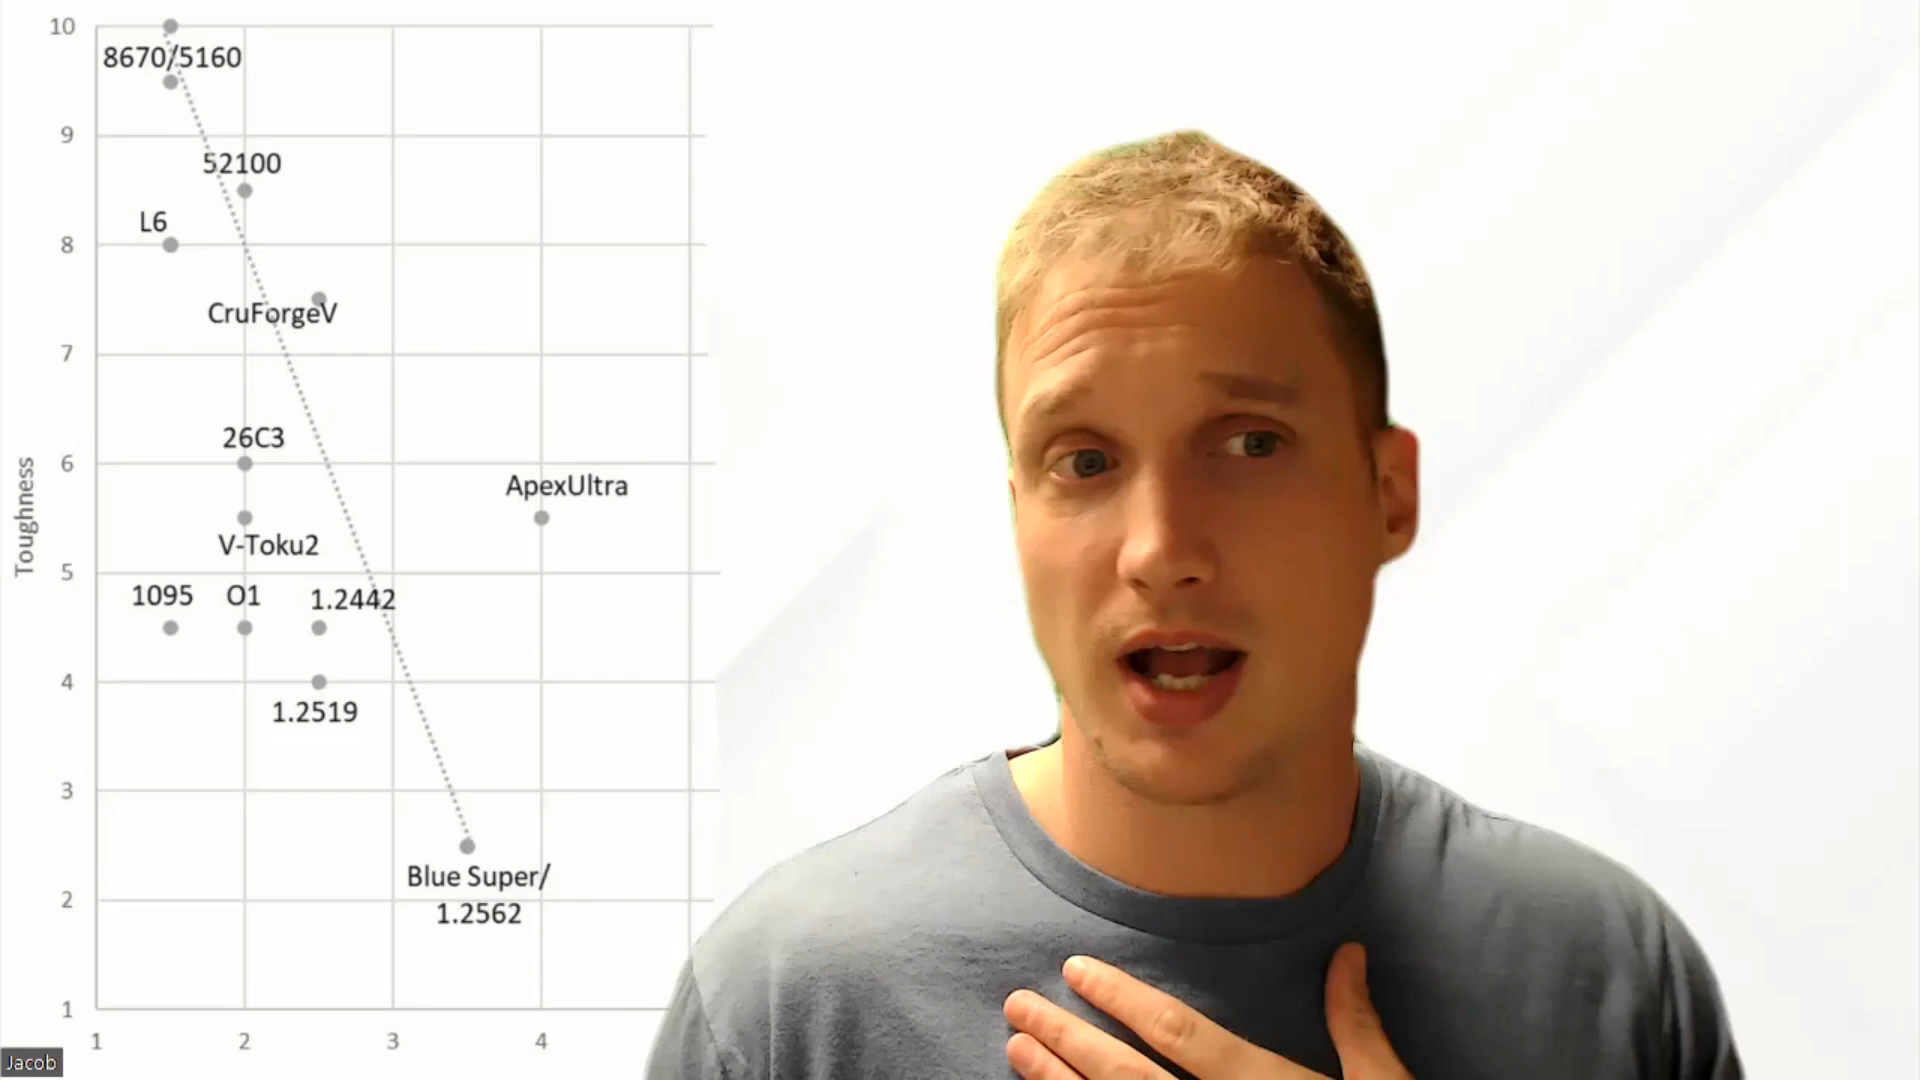 10
8670/5160
9
52100
L6
8
CruForgeV
7
26C3
6
ApexUltra
Toughness
V-Toku2
5
1095 O1 1.2442
4
1.2519
3
Blue Super/
2
1.2562
1
1 2 3 4
Jacob